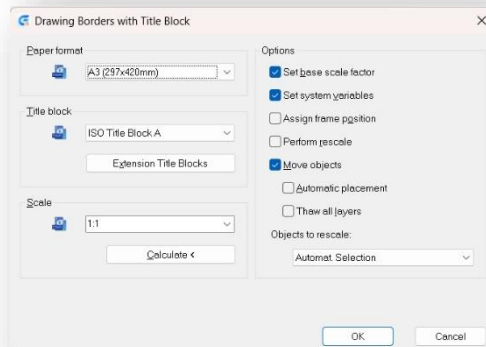 Drawing Borders with Title Block
Paper format
A3 (297x420mm)
Title block
ISO Title Block A
Extension Title Blocks
Scale
1:1
Calculate <
Options
Set base scale factor
Set system variables
Assign frame position
Perform rescale
Move objects
Automatic placement
Thaw all layers
Objects to rescale:
Automat. Selection
OK
Cancel